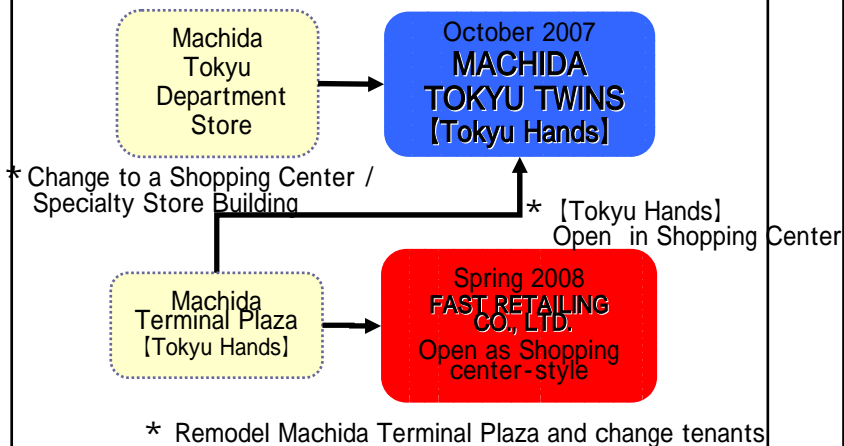 Machida
Tokyu
Department
Store
October 2007
MACHIDA
TOKYU TWINS
【Tokyu Hands】
* Change to a Shopping Center /
Specialty Store Building
* 【Tokyu Hands】
Open in Shopping Center
Machida
Terminal Plaza
【Tokyu Hands】
Spring 2008
FAST RETAILING
CO., LTD.
Open as Shopping
center-style
* Remodel Machida Terminal Plaza and change tenants